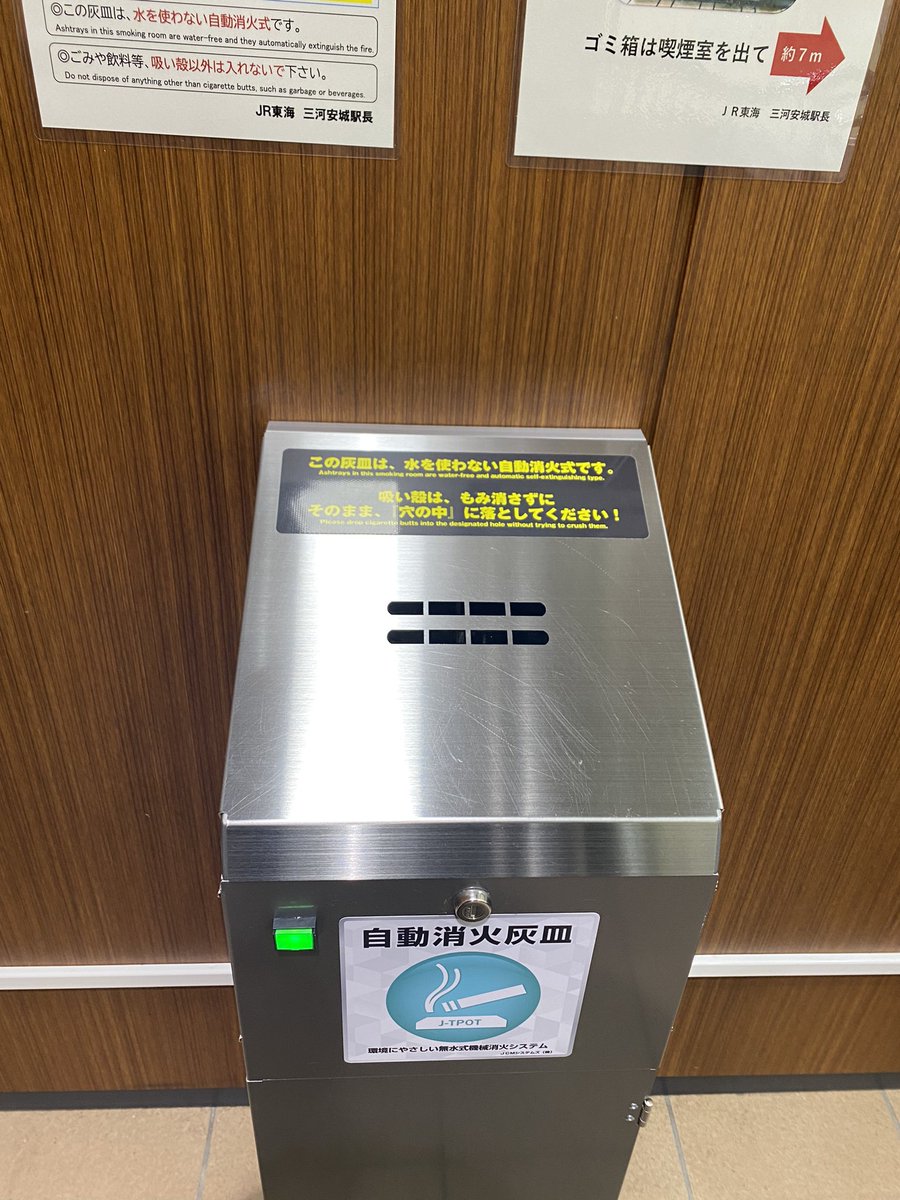 ◎この灰皿は、水を使わない自動消火式です。
Ashtrays in this smoking room are water-free and they automatically extinguish the fire.
◎ごみや飲料等、吸い殻以外は入れないで下さい。
Do not dispose of anything other than cigarette butts, such as garbage or beverages.
JR東海 三河安城駅長
ゴミ箱は喫煙室を出て 約7m
JR東海 三河安城駅長
この灰皿は、水を使わない自動消火式です。
Ashtrays in this smoking room are water-free and automatic self-extinguishing type.
吸い殻は、もみ消さずに
そのまま、『穴の中』に落としてください!
Please drop cigarette butts into the designated hole without trying to crush them.
自動消火灰皿
J-TPOT
環境にやさしい無水式機械消火システム
JCMシステムズ(株)